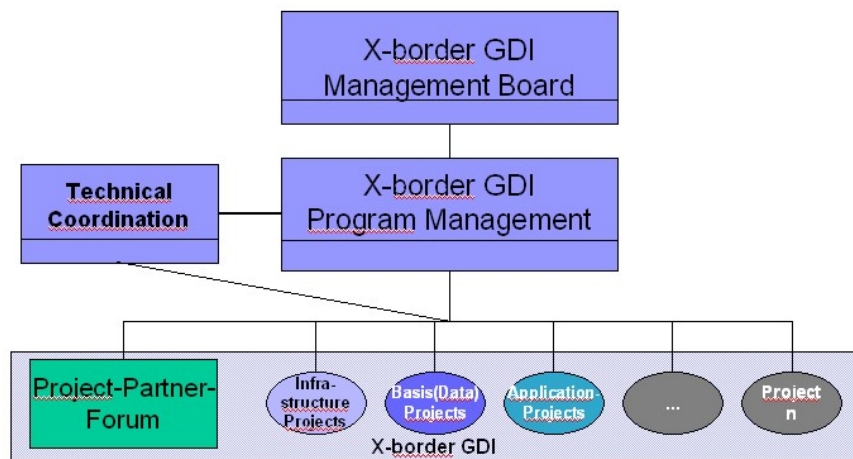 X-border GDI
Management Board
X-border GDI
Program Management
Technical
Coordination
Project-Partner-
Forum
Infra-
structure
Projects
Basis(Data)
Projects
Application-
Projects
...
Project
n
X-border GDI